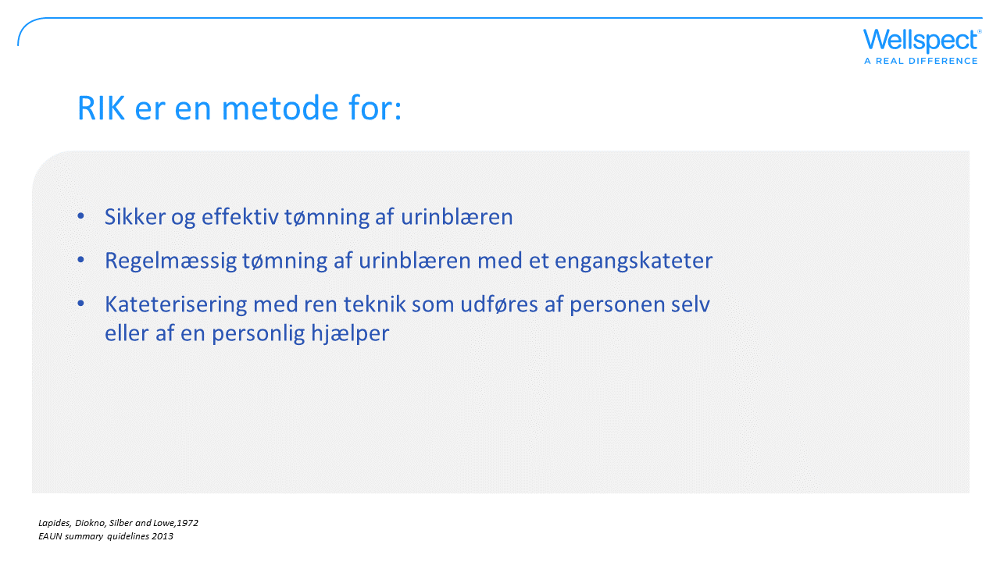 Wellspect®
A REAL DIFFERENCE
RIK er en metode for:
• Sikker og effektiv tømning af urinblæren
• Regelmæssig tømning af urinblæren med et engangskateter
• Kateterisering med ren teknik som udføres af personen selv
eller af en personlig hjælper
Lapides, Diokno, Silber and Lowe,1972
EAUN summary quidelines 2013